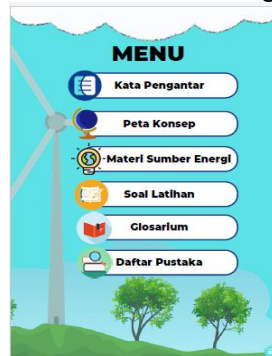 MENU
Kata Pengantar
Peta Konsep
Materi Sumber Energi
Soal Latihan
Glosarium
Daftar Pustaka